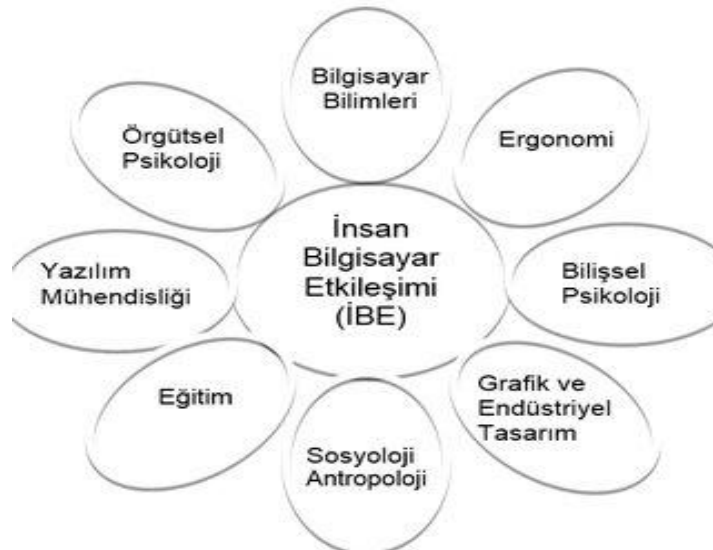 Bilgisayar
Bilimleri
Örgütsel
Psikoloji
Ergonomi
İnsan
Bilgisayar
Etkileşimi
(İBE)
Yazılım
Mühendisliği
Bilişsel
Psikoloji
Eğitim
Grafik ve
Endüstriyel
Tasarım
Sosyoloji
Antropoloji